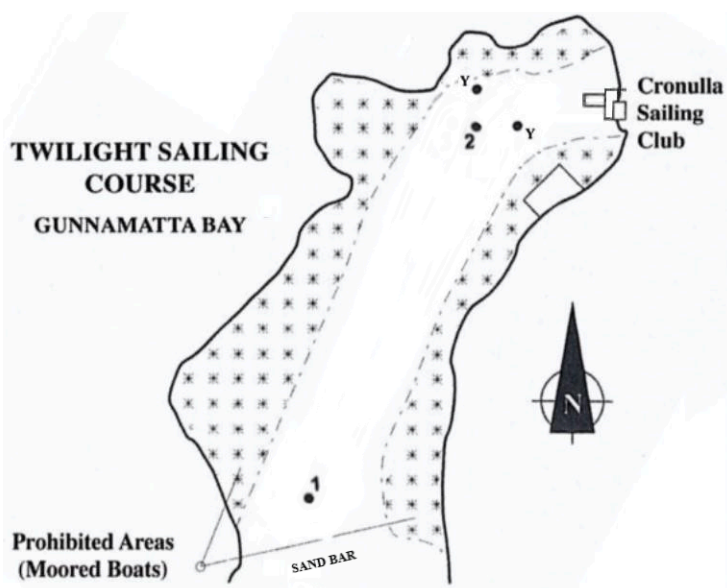 Y
Cronulla
Sailing
Club
2
Y
TWILIGHT SAILING
COURSE
GUNNAMATTA BAY
N
1
Prohibited Areas
(Moored Boats)
SAND BAR